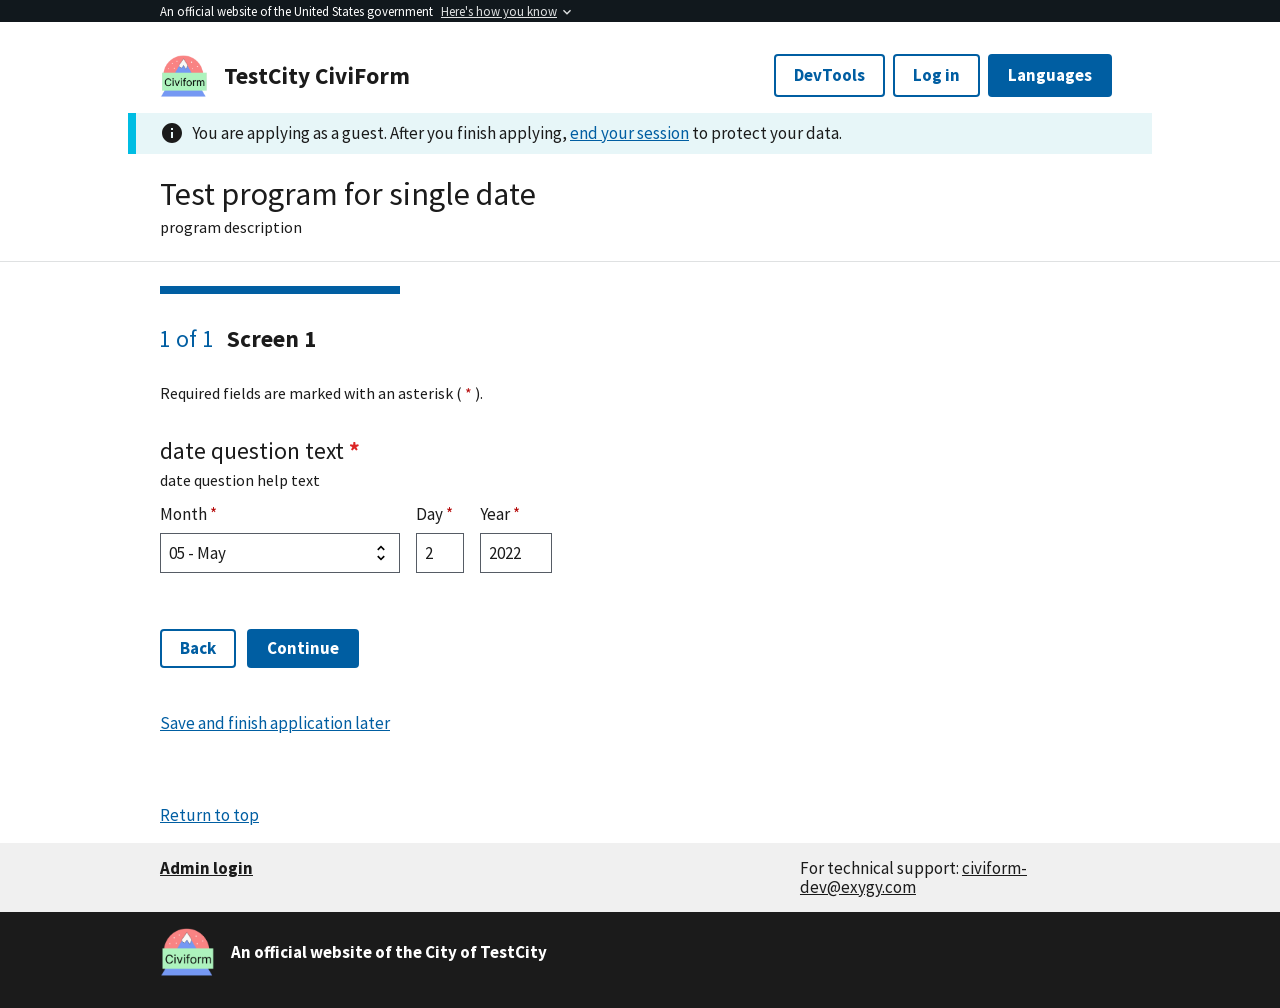 An official website of the United States government Here's how you know
Civiform
TestCity CiviForm
DevTools
Log in
Languages
You are applying as a guest. After you finish applying, end your session to protect your data.
Test program for single date
program description
1 of 1 Screen 1
Required fields are marked with an asterisk ( * ).
date question text *
date question help text
Month * Day * Year *
05 - May 2 2022
Back Continue
Save and finish application later
Return to top
Admin login
For technical support: civiform-
dev@exygy.com
Civiform
An official website of the City of TestCity